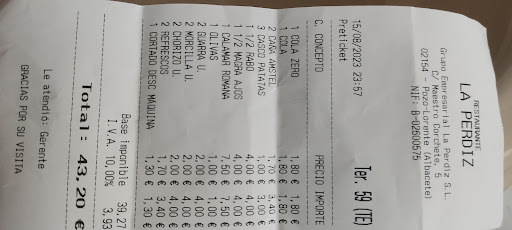 RESTAURANTE
LA PERDIZ
Grupo Empresarial La Perdiz S.L.
C/ Maestro Corchete, 5
02154 - Pozo-Lorente (Albacete)
NIF: B-02600575
15/08/2023 23:57 Ter. 59 (TE)
Preticket
C. CONCEPTO PRECIO IMPORTE
1 COLA ZERO 1,80 € 1,80 €
1 COLA 1,80 € 1,80 €
2 CAÑA AMSTEL 1,70 € 3,40 €
3 CASCO PATATAS 1,00 € 3,00 €
1 1/2 RABO 4,00 € 4,00 €
1 1/2 MAGRA AJOS 4,00 € 4,00 €
1 CALAMAR ROMANA 7,50 € 7,50 €
1 OLIVAS 1,00 € 1,00 €
2 GUARRA U. 2,00 € 4,00 €
2 MORCILLA U. 2,00 € 4,00 €
2 CHORIZO U. 2,00 € 4,00 €
2 REFRESCOS 1,70 € 3,40 €
1 CORTADO DESC MAQUINA 1,30 € 1,30 €
Base imponible 39,27
I.V.A. 10,00% 3,93
Total: 43,20 €
Le atendio: Gerente
GRACIAS POR SU VISITA